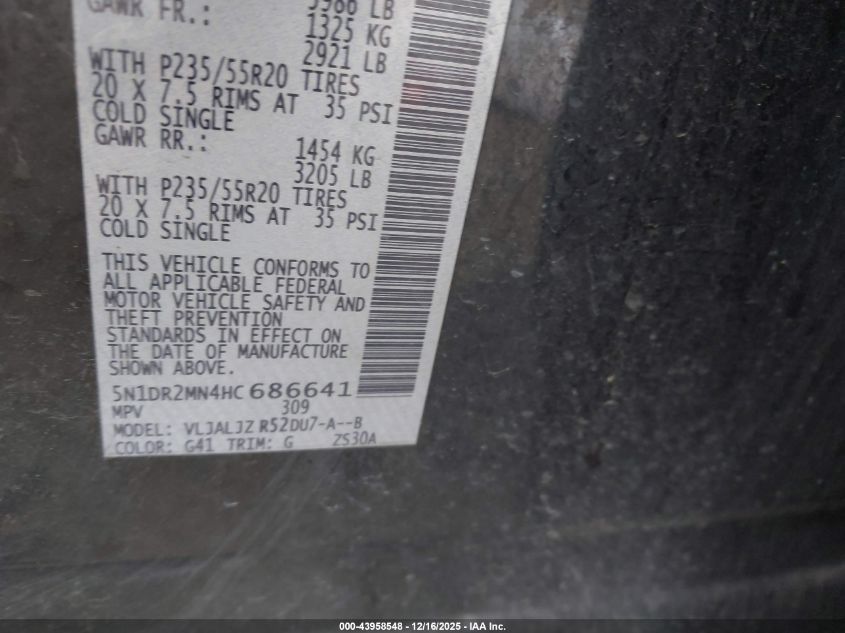 GAWR FR.:
5986 LB
1325 KG
2921 LB
WITH P235/55R20 TIRES
20 X 7.5 RIMS AT 35 PSI
COLD SINGLE
GAWR RR.:
1454 KG
3205 LB
WITH P235/55R20 TIRES
20 X 7.5 RIMS AT 35 PSI
COLD SINGLE
THIS VEHICLE CONFORMS TO
ALL APPLICABLE FEDERAL
MOTOR VEHICLE SAFETY AND
THEFT PREVENTION
STANDARDS IN EFFECT ON
THE DATE OF MANUFACTURE
SHOWN ABOVE.
5N1DR2MN4HC 686641
MPV 309
MODEL: VLJALJZ R52DU7-A--B
COLOR: G41 TRIM: G ZS30A
000-43958548 - 12/16/2025 - IAA Inc.